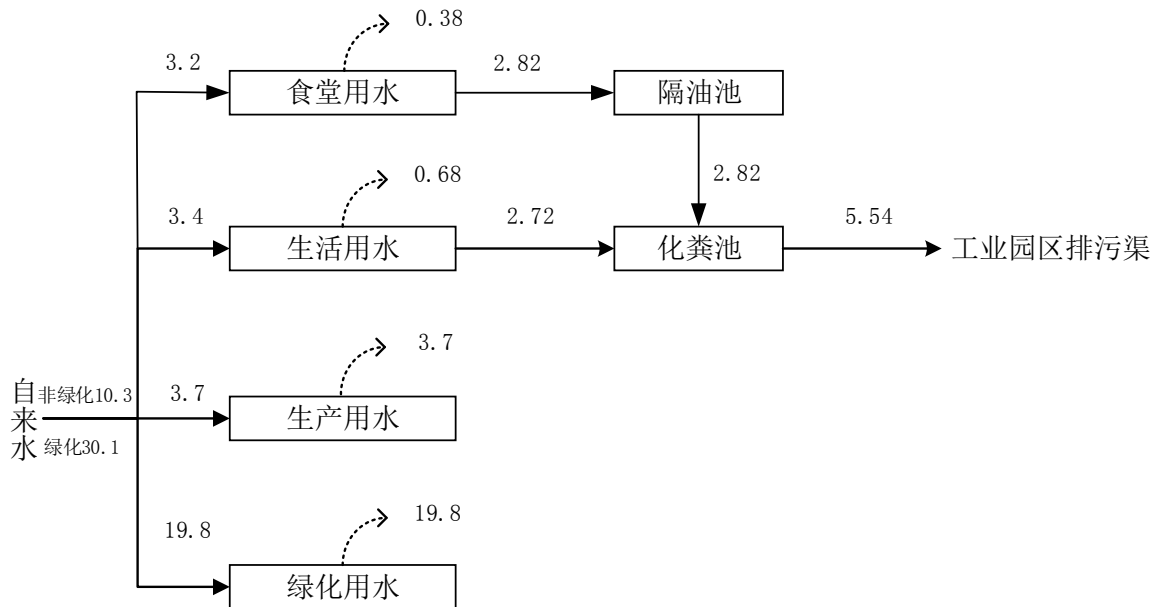 0.38
3.2
2.82
食堂用水
隔油池
0.68
2.82
3.4
2.72
5.54
生活用水
化粪池
工业园区排污渠
3.7
自来水
非绿化10.3
3.7
生产用水
绿化30.1
19.8
19.8
绿化用水